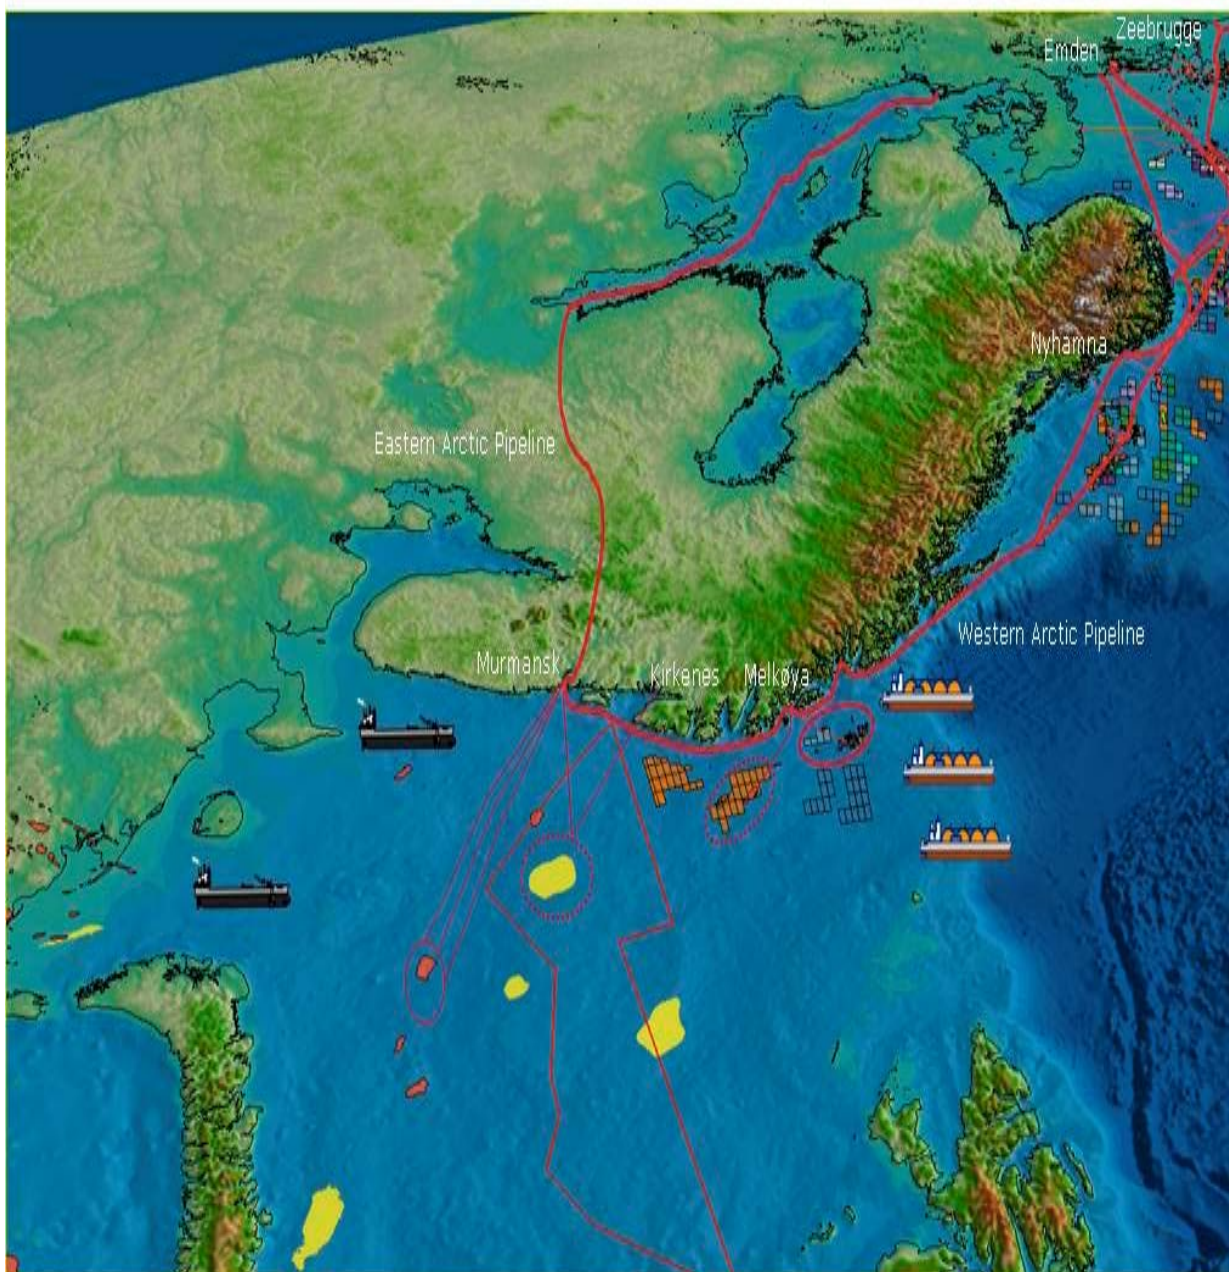 Zeebrugge
Emden
Nyhamna
Eastern Arctic Pipeline
Western Arctic Pipeline
Murmansk
Kirkenes
Melkøya